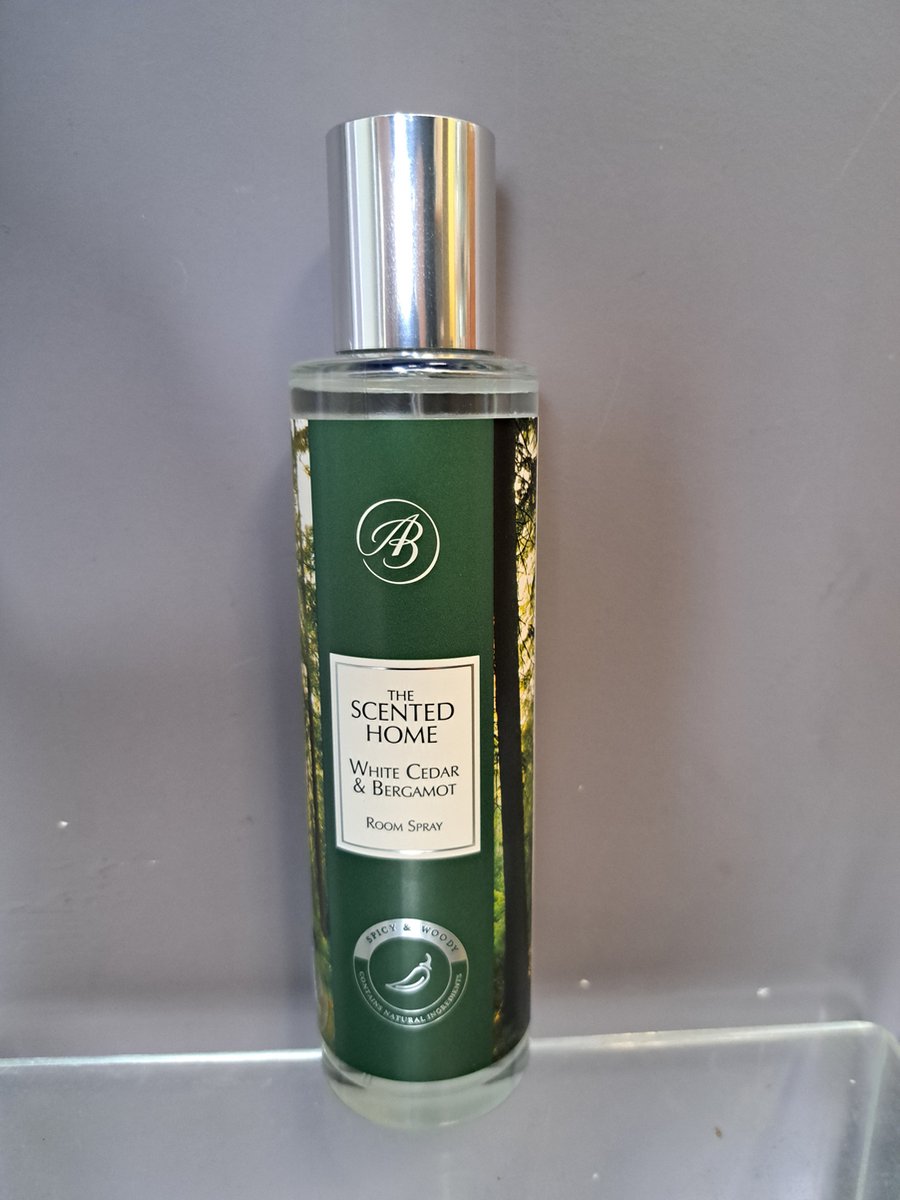 AB
THE
SCENTED
HOME
WHITE CEDAR
& BERGAMOT
ROOM SPRAY
SPICY & WOODY
CONTAINS NATURAL INGREDIENTS